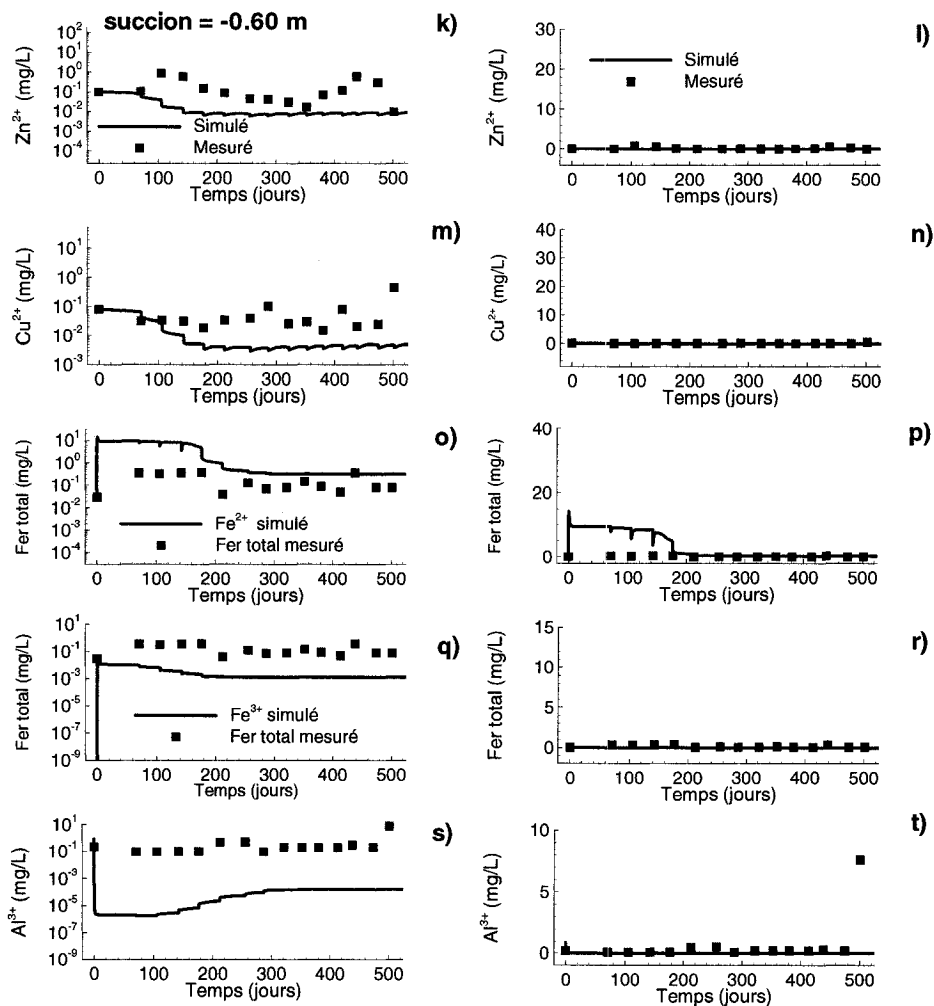 succion = -0.60 m
k)
Zn²⁺ (mg/L)
10²
10¹
10⁰
10⁻¹
10⁻²
10⁻³
10⁻⁴
Simulé
Mesuré
0 100 200 300 400 500
Temps (jours)
l)
Zn²⁺ (mg/L)
30
20
10
0
Simulé
Mesuré
0 100 200 300 400 500
Temps (jours)
m)
Cu²⁺ (mg/L)
10¹
10⁰
10⁻¹
10⁻²
10⁻³
0 100 200 300 400 500
Temps (jours)
n)
Cu²⁺ (mg/L)
40
30
20
10
0
0 100 200 300 400 500
Temps (jours)
o)
Fer total (mg/L)
10¹
10⁰
10⁻¹
10⁻²
10⁻³
10⁻⁴
Fe²⁺ simulé
Fer total mesuré
0 100 200 300 400 500
Temps (jours)
p)
Fer total (mg/L)
40
20
10
0
0 100 200 300 400 500
Temps (jours)
q)
Fer total (mg/L)
10¹
10⁻¹
10⁻³
10⁻⁵
10⁻⁷
10⁻⁹
Fe³⁺ simulé
Fer total mesuré
0 100 200 300 400 500
Temps (jours)
r)
Fer total (mg/L)
15
10
5
0
0 100 200 300 400 500
Temps (jours)
s)
Al³⁺ (mg/L)
10¹
10⁻¹
10⁻³
10⁻⁵
10⁻⁷
10⁻⁹
0 100 200 300 400 500
Temps (jours)
t)
Al³⁺ (mg/L)
10
5
0
0 100 200 300 400 500
Temps (jours)